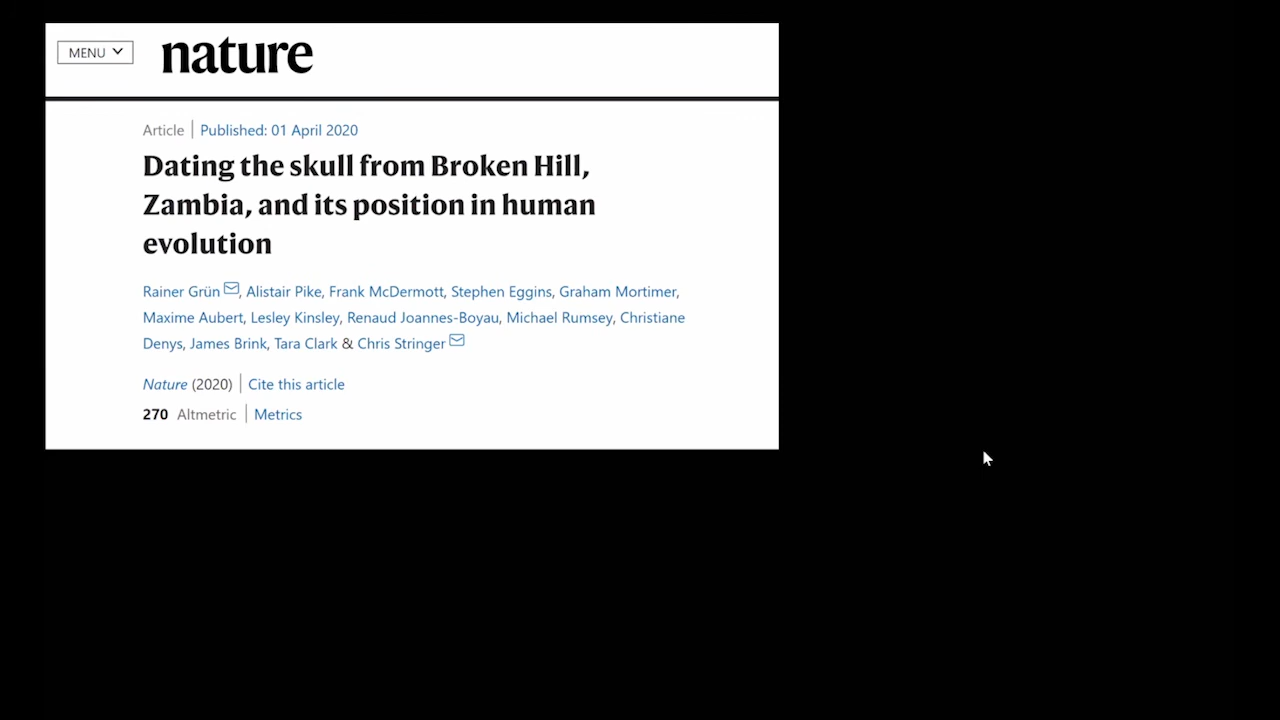 MENU
nature
Article | Published: 01 April 2020
Dating the skull from Broken Hill,
Zambia, and its position in human
evolution
Rainer Grün, Alistair Pike, Frank McDermott, Stephen Eggins, Graham Mortimer,
Maxime Aubert, Lesley Kinsley, Renaud Joannes-Boyau, Michael Rumsey, Christiane
Denys, James Brink, Tara Clark & Chris Stringer
Nature (2020) | Cite this article
270 Altmetric | Metrics